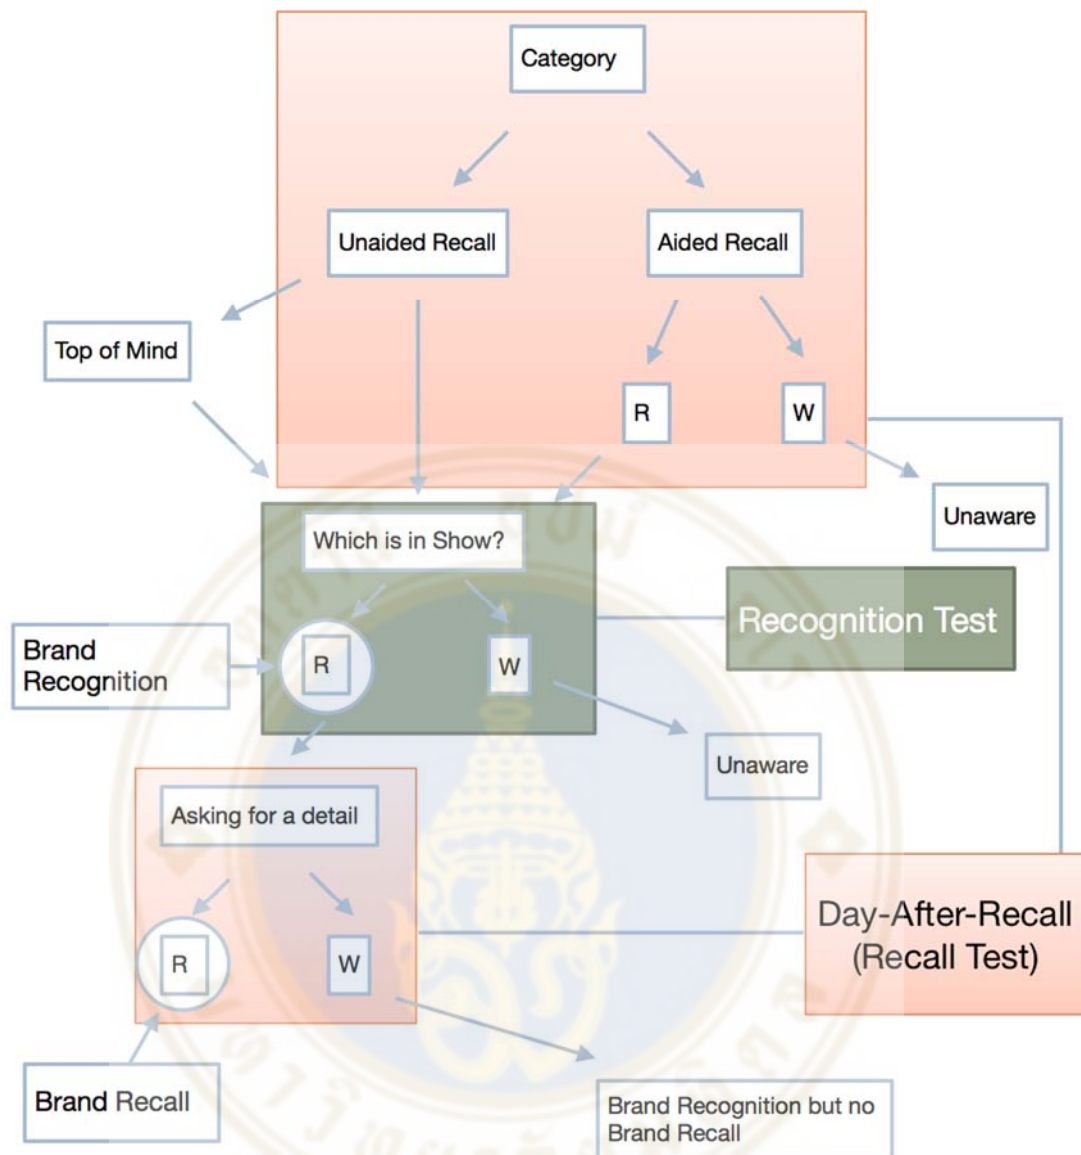 Category
Unaided Recall
Aided Recall
Top of Mind
R
W
Unaware
Which is in Show?
Recognition Test
Brand
Recognition
R
W
Unaware
Asking for a detail
Day-After-Recall
(Recall Test)
R
W
Brand Recall
Brand Recognition but no
Brand Recall